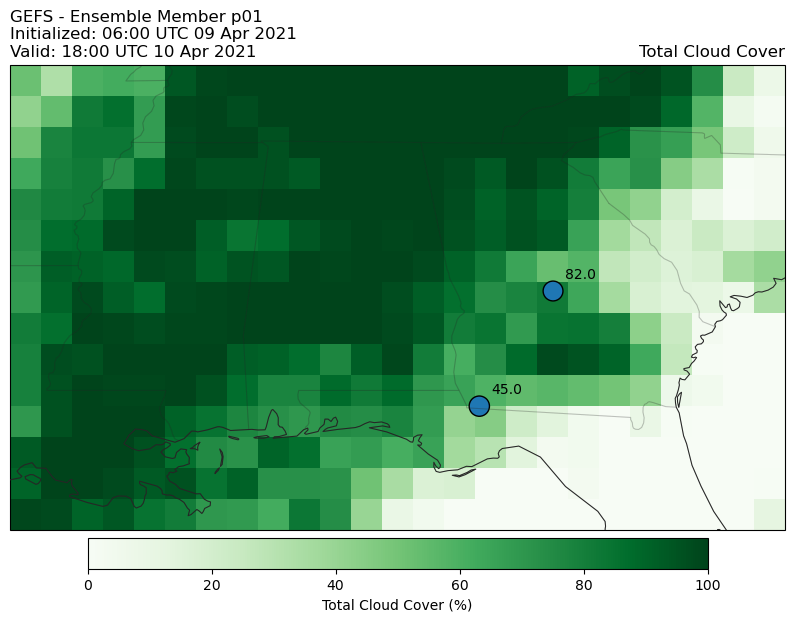 GEFS - Ensemble Member p01
Initialized: 06:00 UTC 09 Apr 2021
Valid: 18:00 UTC 10 Apr 2021
Total Cloud Cover
82.0
45.0
0 20 40 60 80 100
Total Cloud Cover (%)